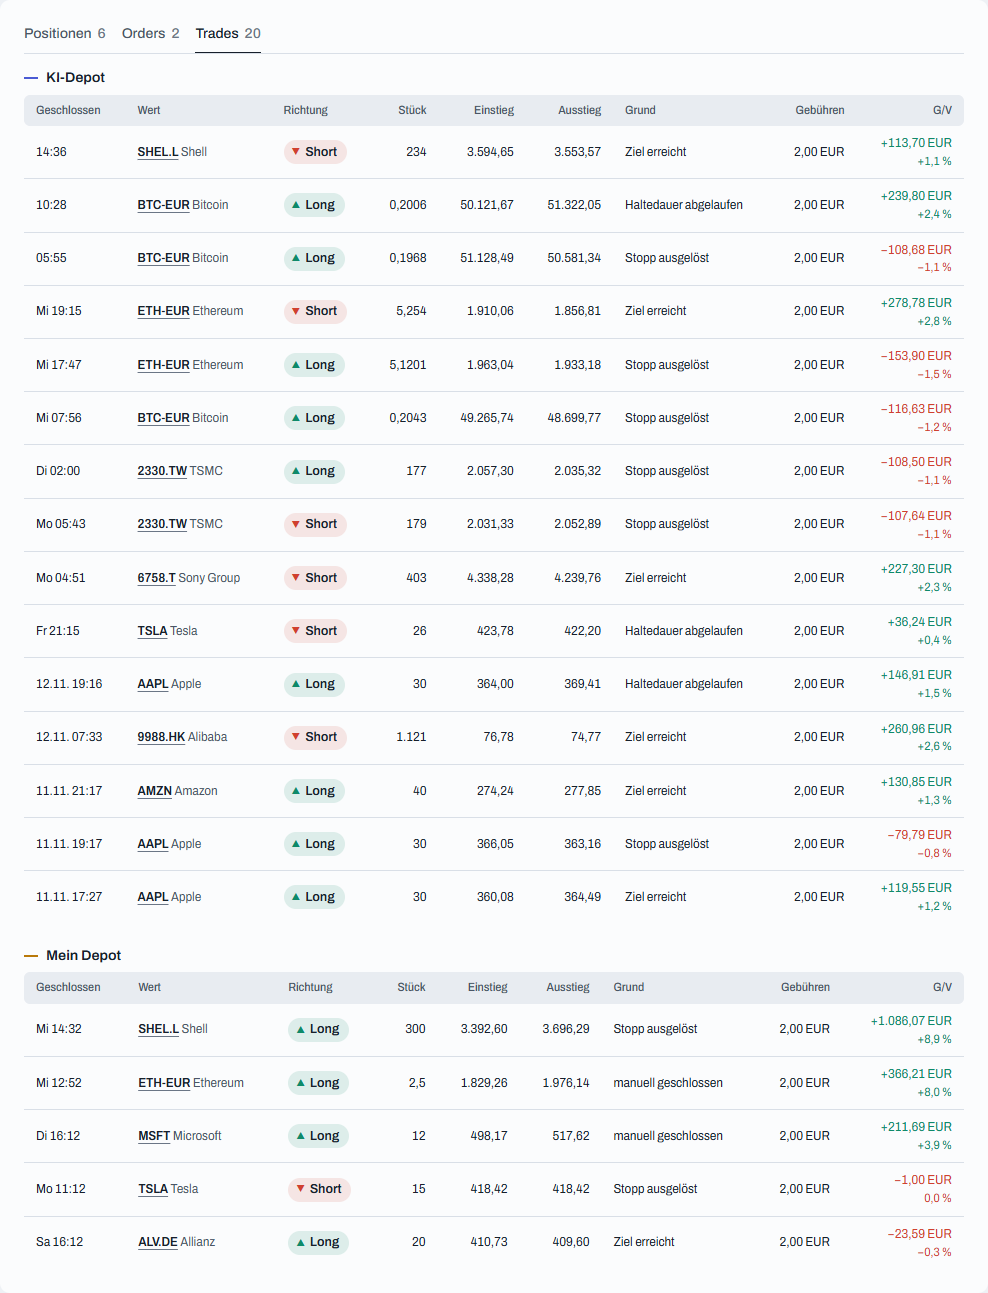 Positionen 6 Orders 2 Trades 20
KI-Depot
Geschlossen Wert Richtung Stück Einstieg Ausstieg Grund Gebühren G/V
14:36 SHEL.L Shell ▼ Short 234 3.594,65 3.553,57 Ziel erreicht 2,00 EUR +113,70 EUR
+1,1 %
10:28 BTC-EUR Bitcoin ▲ Long 0,2006 50.121,67 51.322,05 Haltedauer abgelaufen 2,00 EUR +239,80 EUR
+2,4 %
05:55 BTC-EUR Bitcoin ▲ Long 0,1968 51.128,49 50.581,34 Stopp ausgelöst 2,00 EUR −108,68 EUR
−1,1 %
Mi 19:15 ETH-EUR Ethereum ▼ Short 5,254 1.910,06 1.856,81 Ziel erreicht 2,00 EUR +278,78 EUR
+2,8 %
Mi 17:47 ETH-EUR Ethereum ▲ Long 5,1201 1.963,04 1.933,18 Stopp ausgelöst 2,00 EUR −153,90 EUR
−1,5 %
Mi 07:56 BTC-EUR Bitcoin ▲ Long 0,2043 49.265,74 48.699,77 Stopp ausgelöst 2,00 EUR −116,63 EUR
−1,2 %
Di 02:00 2330.TW TSMC ▲ Long 177 2.057,30 2.035,32 Stopp ausgelöst 2,00 EUR −108,50 EUR
−1,1 %
Mo 05:43 2330.TW TSMC ▼ Short 179 2.031,33 2.052,89 Stopp ausgelöst 2,00 EUR −107,64 EUR
−1,1 %
Mo 04:51 6758.T Sony Group ▼ Short 403 4.338,28 4.239,76 Ziel erreicht 2,00 EUR +227,30 EUR
+2,3 %
Fr 21:15 TSLA Tesla ▼ Short 26 423,78 422,20 Haltedauer abgelaufen 2,00 EUR +36,24 EUR
+0,4 %
12.11. 19:16 AAPL Apple ▲ Long 30 364,00 369,41 Haltedauer abgelaufen 2,00 EUR +146,91 EUR
+1,5 %
12.11. 07:33 9988.HK Alibaba ▼ Short 1.121 76,78 74,77 Ziel erreicht 2,00 EUR +260,96 EUR
+2,6 %
11.11. 21:17 AMZN Amazon ▲ Long 40 274,24 277,85 Ziel erreicht 2,00 EUR +130,85 EUR
+1,3 %
11.11. 19:17 AAPL Apple ▲ Long 30 366,05 363,16 Stopp ausgelöst 2,00 EUR −79,79 EUR
−0,8 %
11.11. 17:27 AAPL Apple ▲ Long 30 360,08 364,49 Ziel erreicht 2,00 EUR +119,55 EUR
+1,2 %
Mein Depot
Geschlossen Wert Richtung Stück Einstieg Ausstieg Grund Gebühren G/V
Mi 14:32 SHEL.L Shell ▲ Long 300 3.392,60 3.696,29 Stopp ausgelöst 2,00 EUR +1.086,07 EUR
+8,9 %
Mi 12:52 ETH-EUR Ethereum ▲ Long 2,5 1.829,26 1.976,14 manuell geschlossen 2,00 EUR +366,21 EUR
+8,0 %
Di 16:12 MSFT Microsoft ▲ Long 12 498,17 517,62 manuell geschlossen 2,00 EUR +211,69 EUR
+3,9 %
Mo 11:12 TSLA Tesla ▼ Short 15 418,42 418,42 Stopp ausgelöst 2,00 EUR −1,00 EUR
0,0 %
Sa 16:12 ALV.DE Allianz ▲ Long 20 410,73 409,60 Ziel erreicht 2,00 EUR −23,59 EUR
−0,3 %